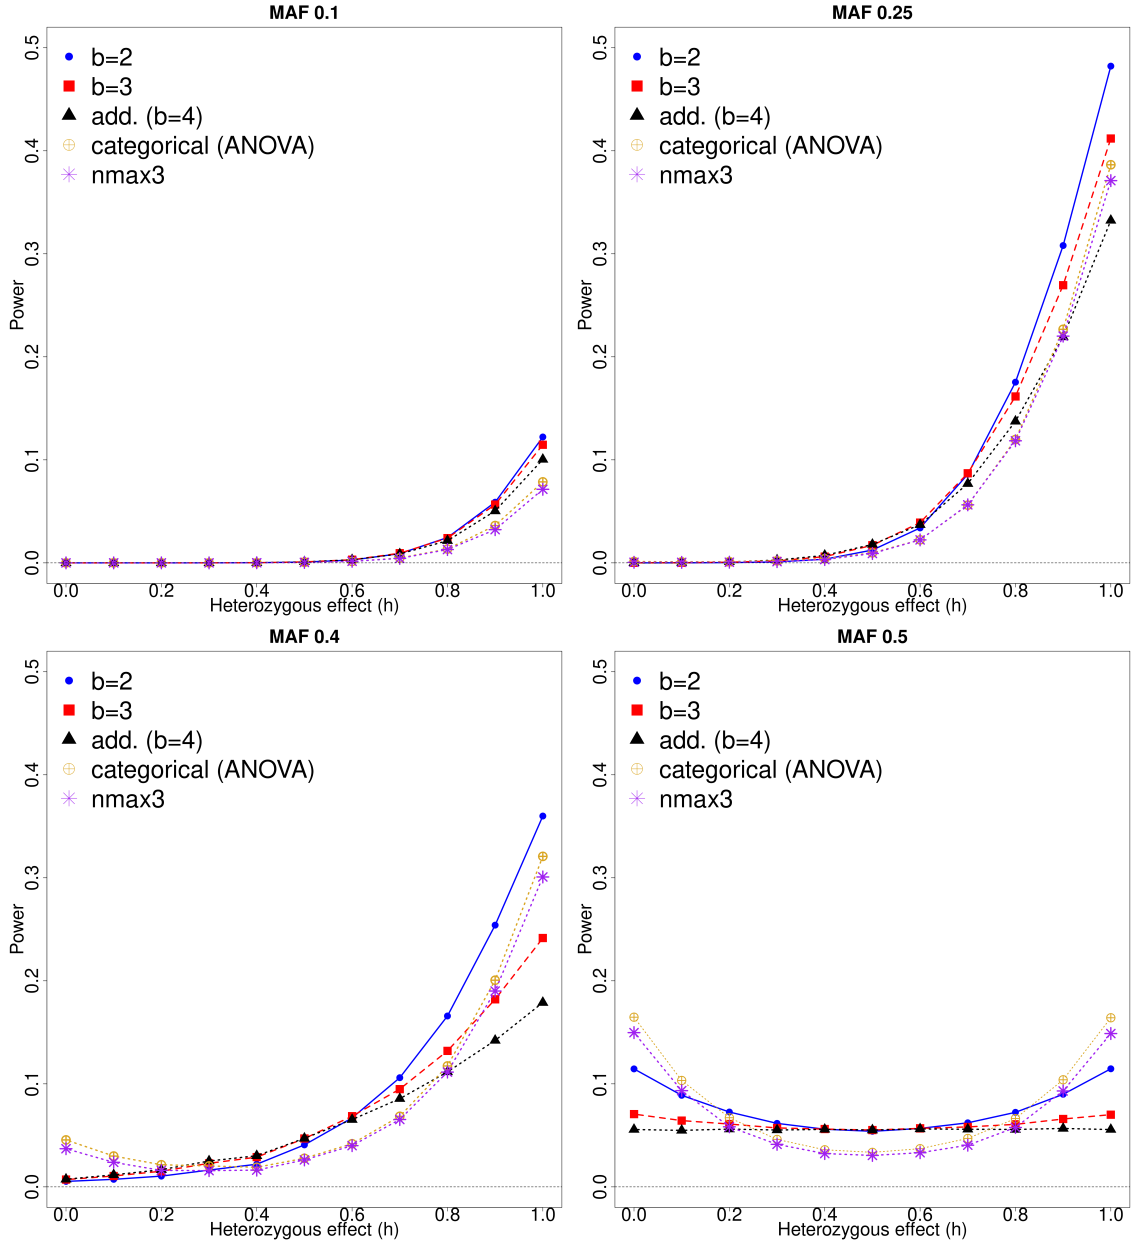 MAF 0.1
0.5
0.4
0.3
0.2
0.1
0.0
Power
b=2
b=3
add. (b=4)
categorical (ANOVA)
nmax3
0.0 0.2 0.4 0.6 0.8 1.0
Heterozygous effect (h)
MAF 0.25
0.5
0.4
0.3
0.2
0.1
0.0
Power
b=2
b=3
add. (b=4)
categorical (ANOVA)
nmax3
0.0 0.2 0.4 0.6 0.8 1.0
Heterozygous effect (h)
MAF 0.4
0.5
0.4
0.3
0.2
0.1
0.0
Power
b=2
b=3
add. (b=4)
categorical (ANOVA)
nmax3
0.0 0.2 0.4 0.6 0.8 1.0
Heterozygous effect (h)
MAF 0.5
0.5
0.4
0.3
0.2
0.1
0.0
Power
b=2
b=3
add. (b=4)
categorical (ANOVA)
nmax3
0.0 0.2 0.4 0.6 0.8 1.0
Heterozygous effect (h)